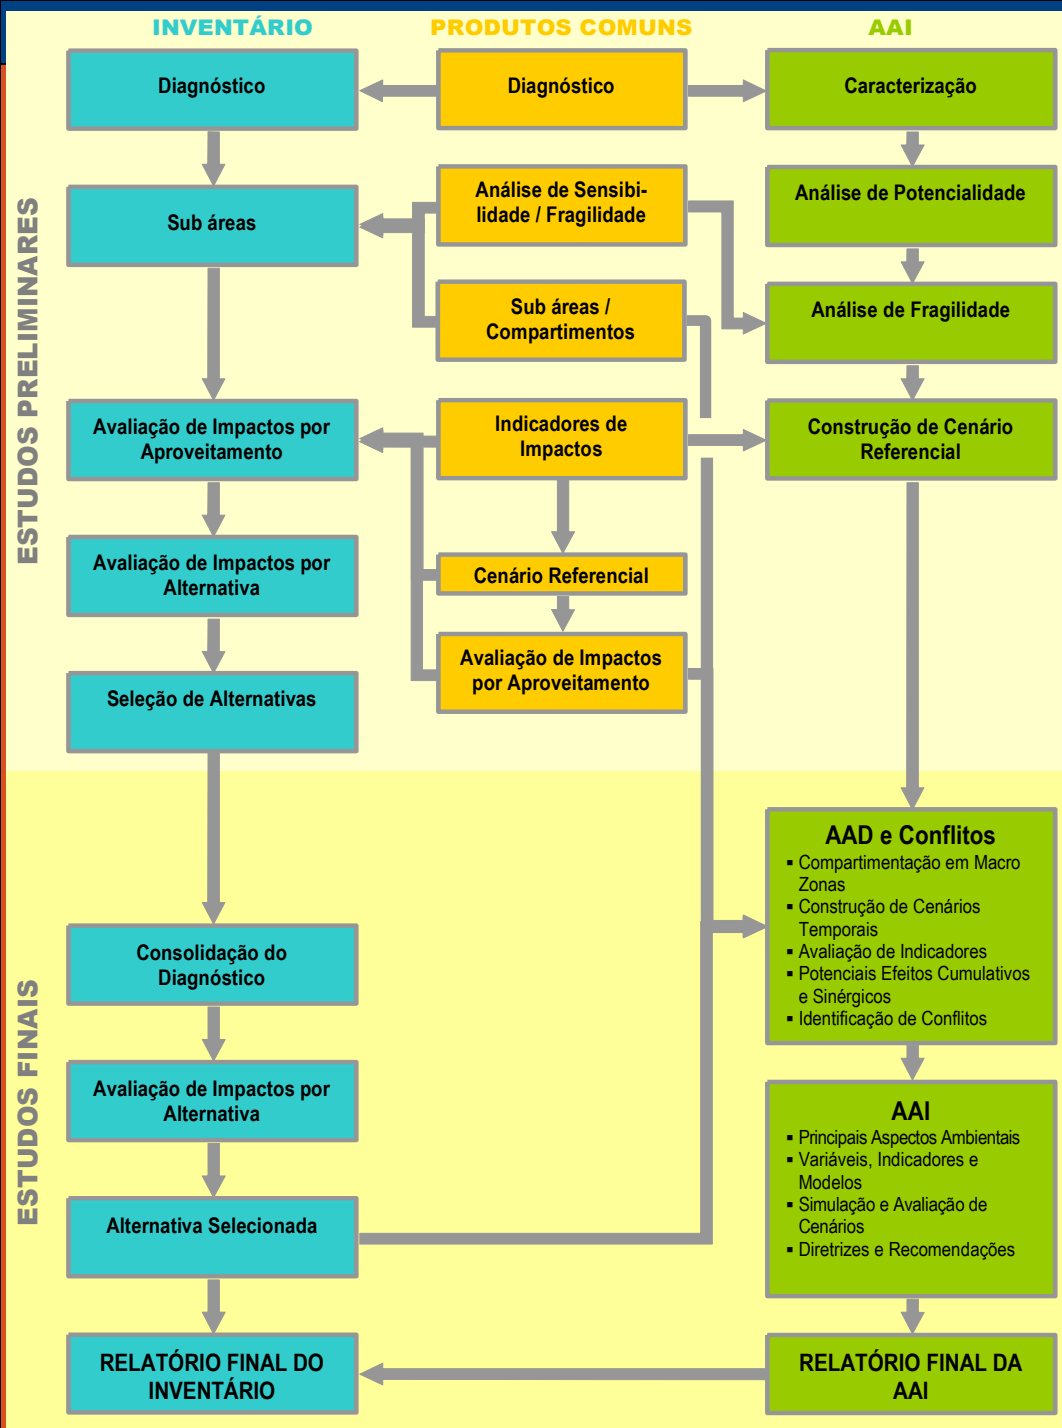 INVENTÁRIO
PRODUTOS COMUNS
AAI
ESTUDOS PRELIMINARES
Diagnóstico
Diagnóstico
Caracterização
Sub áreas
Análise de Sensibi-
lidade / Fragilidade
Análise de Potencialidade
Sub áreas /
Compartimentos
Análise de Fragilidade
Avaliação de Impactos por
Aproveitamento
Indicadores de
Impactos
Construção de Cenário
Referencial
Avaliação de Impactos por
Alternativa
Cenário Referencial
Seleção de Alternativas
Avaliação de Impactos
por Aproveitamento
ESTUDOS FINAIS
Consolidação do
Diagnóstico
AAD e Conflitos
▪ Compartimentação em Macro
Zonas
▪ Construção de Cenários
Temporais
▪ Avaliação de Indicadores
▪ Potenciais Efeitos Cumulativos
e Sinérgicos
▪ Identificação de Conflitos
Avaliação de Impactos por
Alternativa
Alternativa Selecionada
AAI
▪ Principais Aspectos Ambientais
▪ Variáveis, Indicadores e
Modelos
▪ Simulação e Avaliação de
Cenários
▪ Diretrizes e Recomendações
RELATÓRIO FINAL DO
INVENTÁRIO
RELATÓRIO FINAL DA
AAI